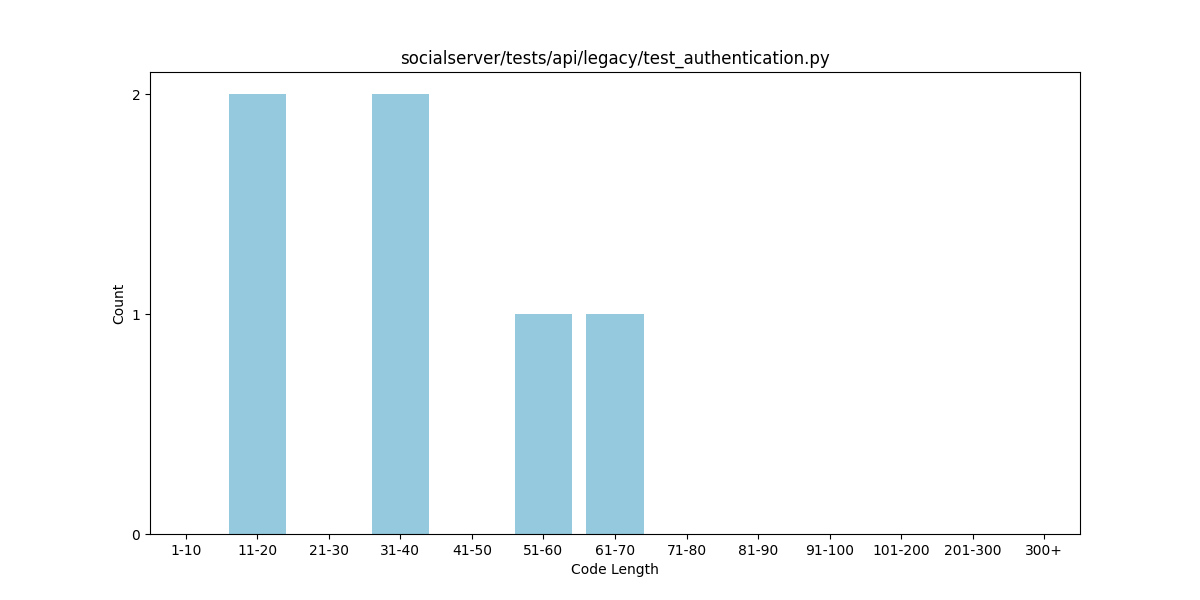 socialserver/tests/api/legacy/test_authentication.py
2
1
0
Count
1-10 11-20 21-30 31-40 41-50 51-60 61-70 71-80 81-90 91-100 101-200 201-300 300+
Code Length